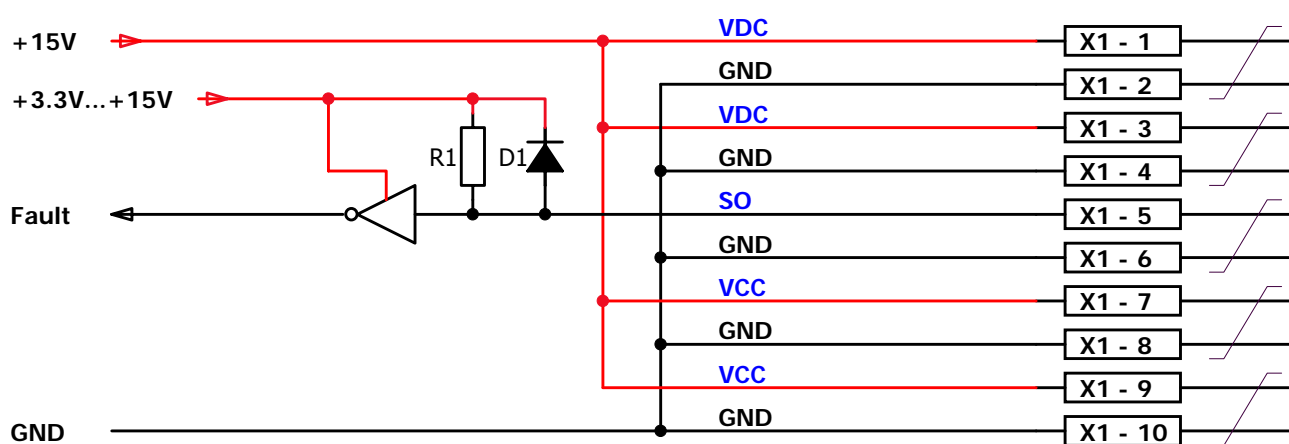 +15V VDC X1 - 1
GND X1 - 2
+3.3V...+15V
VDC X1 - 3
R1 D1 GND X1 - 4
Fault SO X1 - 5
GND X1 - 6
VCC X1 - 7
GND X1 - 8
VCC X1 - 9
GND GND X1 - 10